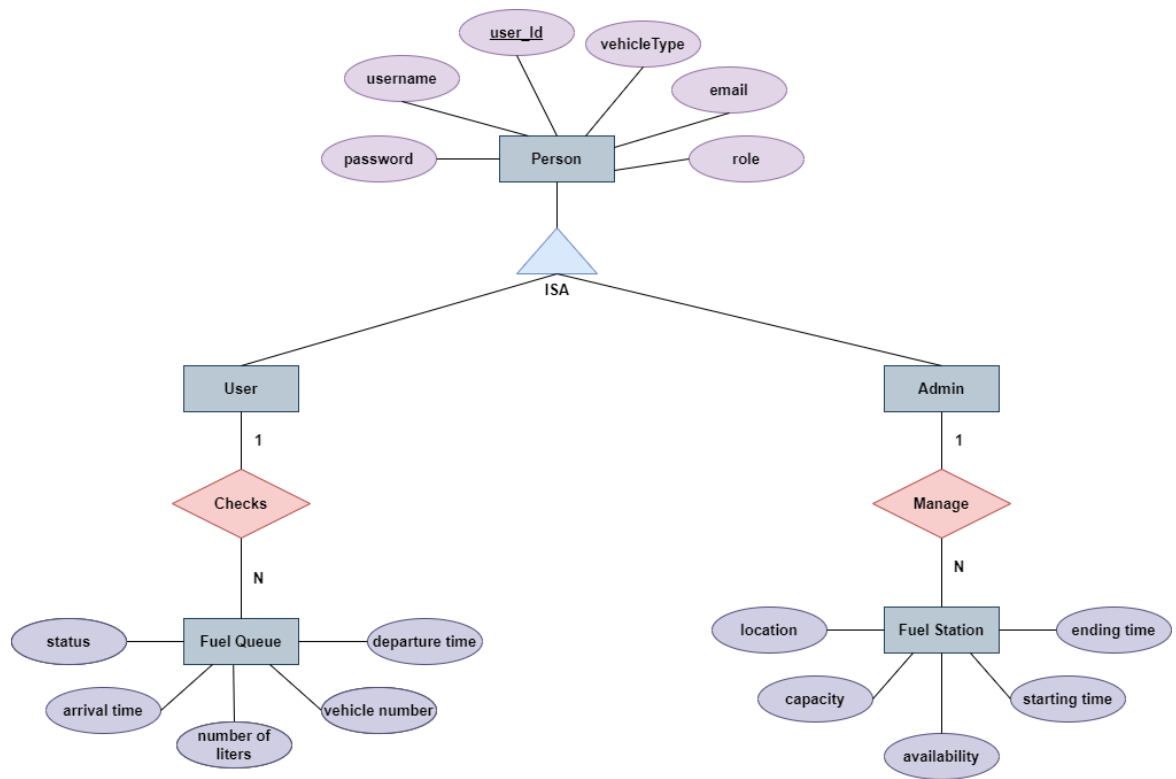 user_Id
vehicleType
username
email
password
Person
role
ISA
User
Admin
1
1
Checks
Manage
N
N
status
Fuel Queue
departure time
location
Fuel Station
ending time
arrival time
vehicle number
capacity
starting time
number of
liters
availability